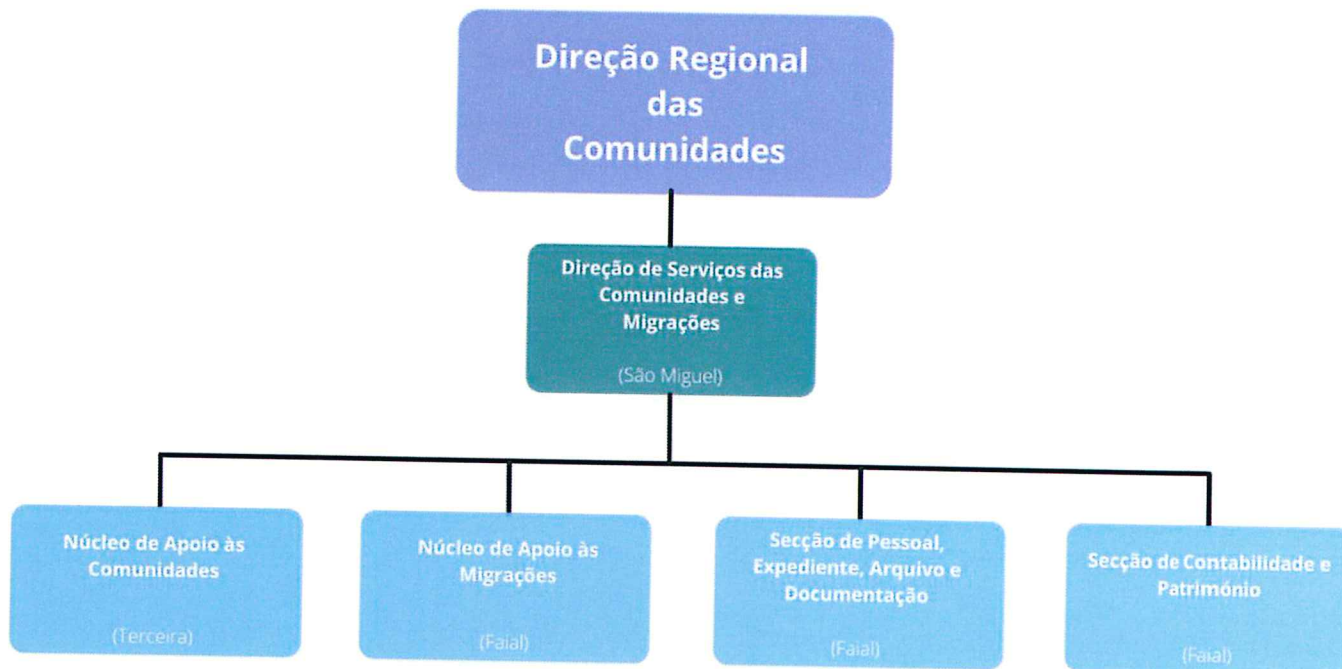 Direção Regional
das
Comunidades
Direção de Serviços das
Comunidades e
Migrações
(São Miguel)
Núcleo de Apoio às
Comunidades
(Terceira)
Núcleo de Apoio às
Migrações
(Faial)
Secção de Pessoal,
Expediente, Arquivo e
Documentação
(Faial)
Secção de Contabilidade e
Património
(Faial)